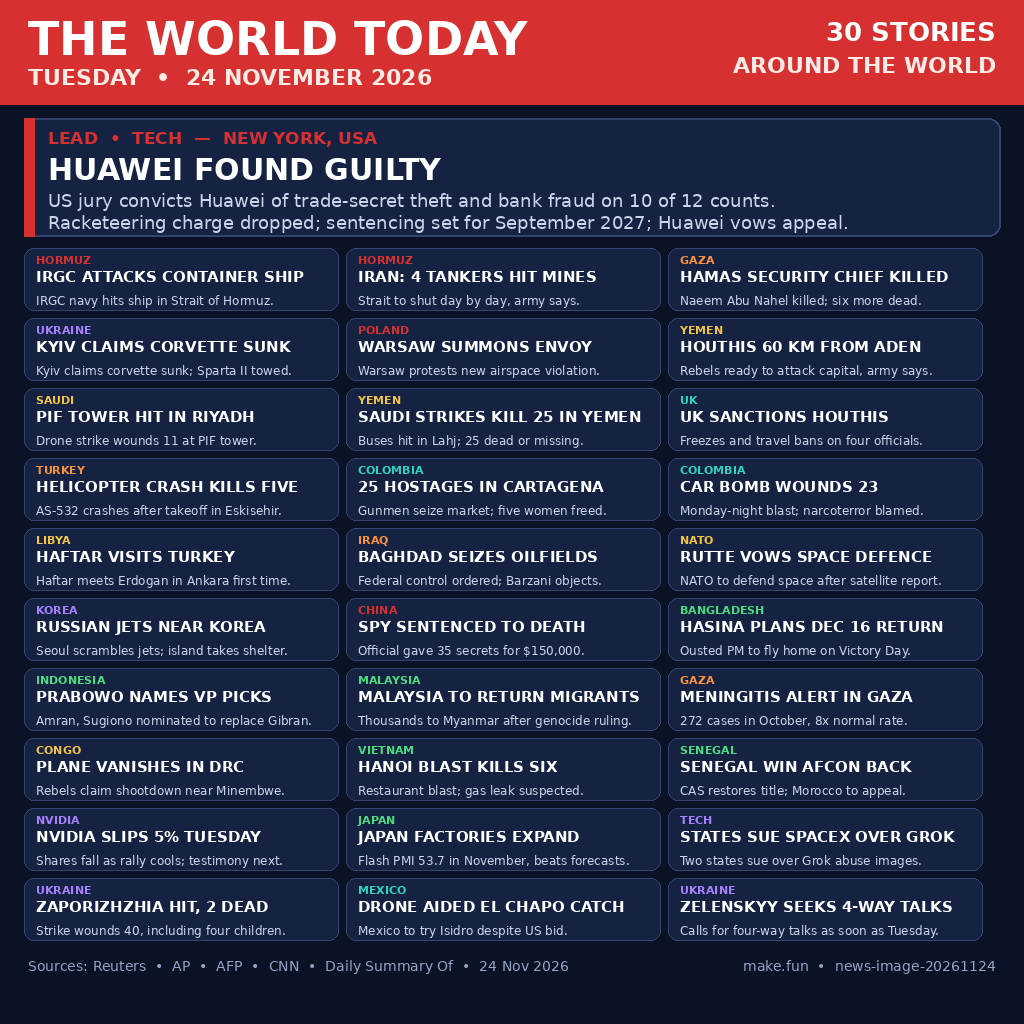 THE WORLD TODAY
TUESDAY • 24 NOVEMBER 2026
30 STORIES
AROUND THE WORLD
LEAD • TECH — NEW YORK, USA
HUAWEI FOUND GUILTY
US jury convicts Huawei of trade-secret theft and bank fraud on 10 of 12 counts.
Racketeering charge dropped; sentencing set for September 2027; Huawei vows appeal.
HORMUZ
IRGC ATTACKS CONTAINER SHIP
IRGC navy hits ship in Strait of Hormuz.
HORMUZ
IRAN: 4 TANKERS HIT MINES
Strait to shut day by day, army says.
GAZA
HAMAS SECURITY CHIEF KILLED
Naeem Abu Nahel killed; six more dead.
UKRAINE
KYIV CLAIMS CORVETTE SUNK
Kyiv claims corvette sunk; Sparta II towed.
POLAND
WARSAW SUMMONS ENVOY
Warsaw protests new airspace violation.
YEMEN
HOUTHIS 60 KM FROM ADEN
Rebels ready to attack capital, army says.
SAUDI
PIF TOWER HIT IN RIYADH
Drone strike wounds 11 at PIF tower.
YEMEN
SAUDI STRIKES KILL 25 IN YEMEN
Buses hit in Lahj; 25 dead or missing.
UK
UK SANCTIONS HOUTHIS
Freezes and travel bans on four officials.
TURKEY
HELICOPTER CRASH KILLS FIVE
AS-532 crashes after takeoff in Eskisehir.
COLOMBIA
25 HOSTAGES IN CARTAGENA
Gunmen seize market; five women freed.
COLOMBIA
CAR BOMB WOUNDS 23
Monday-night blast; narcoterror blamed.
LIBYA
HAFTAR VISITS TURKEY
Haftar meets Erdogan in Ankara first time.
IRAQ
BAGHDAD SEIZES OILFIELDS
Federal control ordered; Barzani objects.
NATO
RUTTE VOWS SPACE DEFENCE
NATO to defend space after satellite report.
KOREA
RUSSIAN JETS NEAR KOREA
Seoul scrambles jets; island takes shelter.
CHINA
SPY SENTENCED TO DEATH
Official gave 35 secrets for $150,000.
BANGLADESH
HASINA PLANS DEC 16 RETURN
Ousted PM to fly home on Victory Day.
INDONESIA
PRABOWO NAMES VP PICKS
Amran, Sugiono nominated to replace Gibran.
MALAYSIA
MALAYSIA TO RETURN MIGRANTS
Thousands to Myanmar after genocide ruling.
GAZA
MENINGITIS ALERT IN GAZA
272 cases in October, 8x normal rate.
CONGO
PLANE VANISHES IN DRC
Rebels claim shootdown near Minembwe.
VIETNAM
HANOI BLAST KILLS SIX
Restaurant blast; gas leak suspected.
SENEGAL
SENEGAL WIN AFCON BACK
CAS restores title; Morocco to appeal.
NVIDIA
NVIDIA SLIPS 5% TUESDAY
Shares fall as rally cools; testimony next.
JAPAN
JAPAN FACTORIES EXPAND
Flash PMI 53.7 in November, beats forecasts.
TECH
STATES SUE SPACEX OVER GROK
Two states sue over Grok abuse images.
UKRAINE
ZAPORIZHZHIA HIT, 2 DEAD
Strike wounds 40, including four children.
MEXICO
DRONE AIDED EL CHAPO CATCH
Mexico to try Isidro despite US bid.
UKRAINE
ZELENSKYY SEEKS 4-WAY TALKS
Calls for four-way talks as soon as Tuesday.
Sources: Reuters • AP • AFP • CNN • Daily Summary Of • 24 Nov 2026
make.fun • news-image-20261124